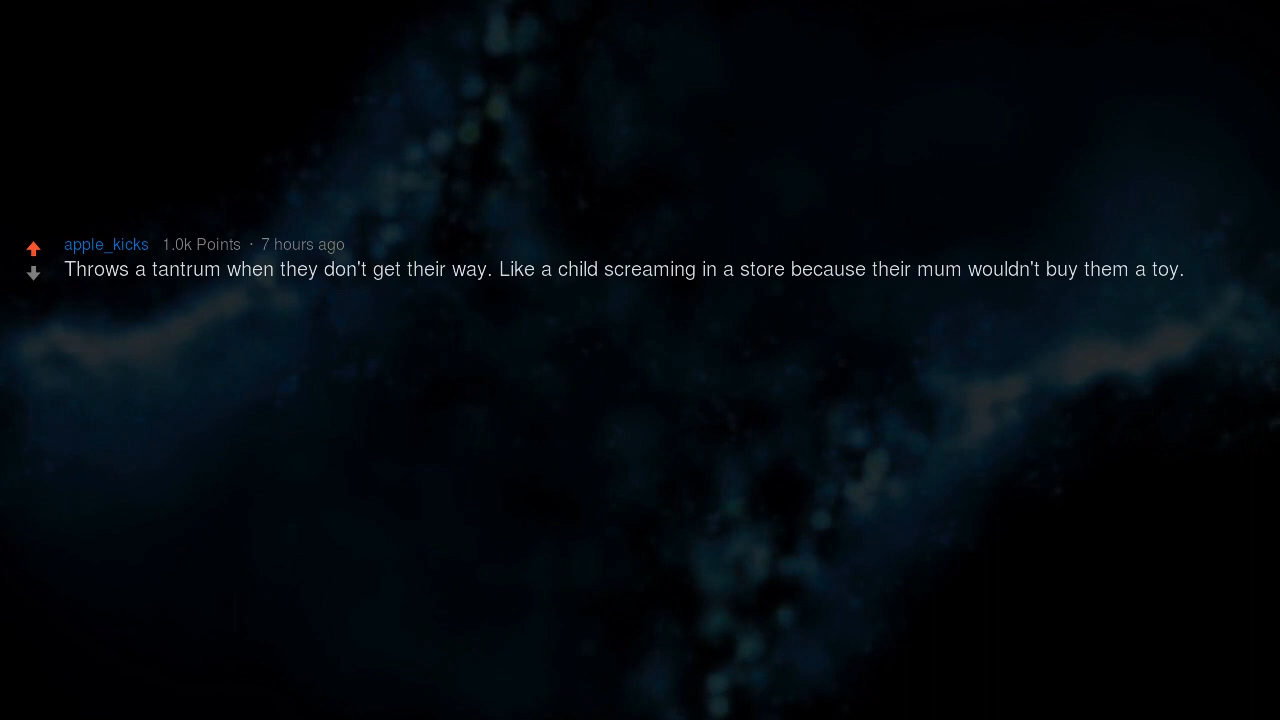 apple_kicks 1.0k Points · 7 hours ago
Throws a tantrum when they don't get their way. Like a child screaming in a store because their mum wouldn't buy them a toy.